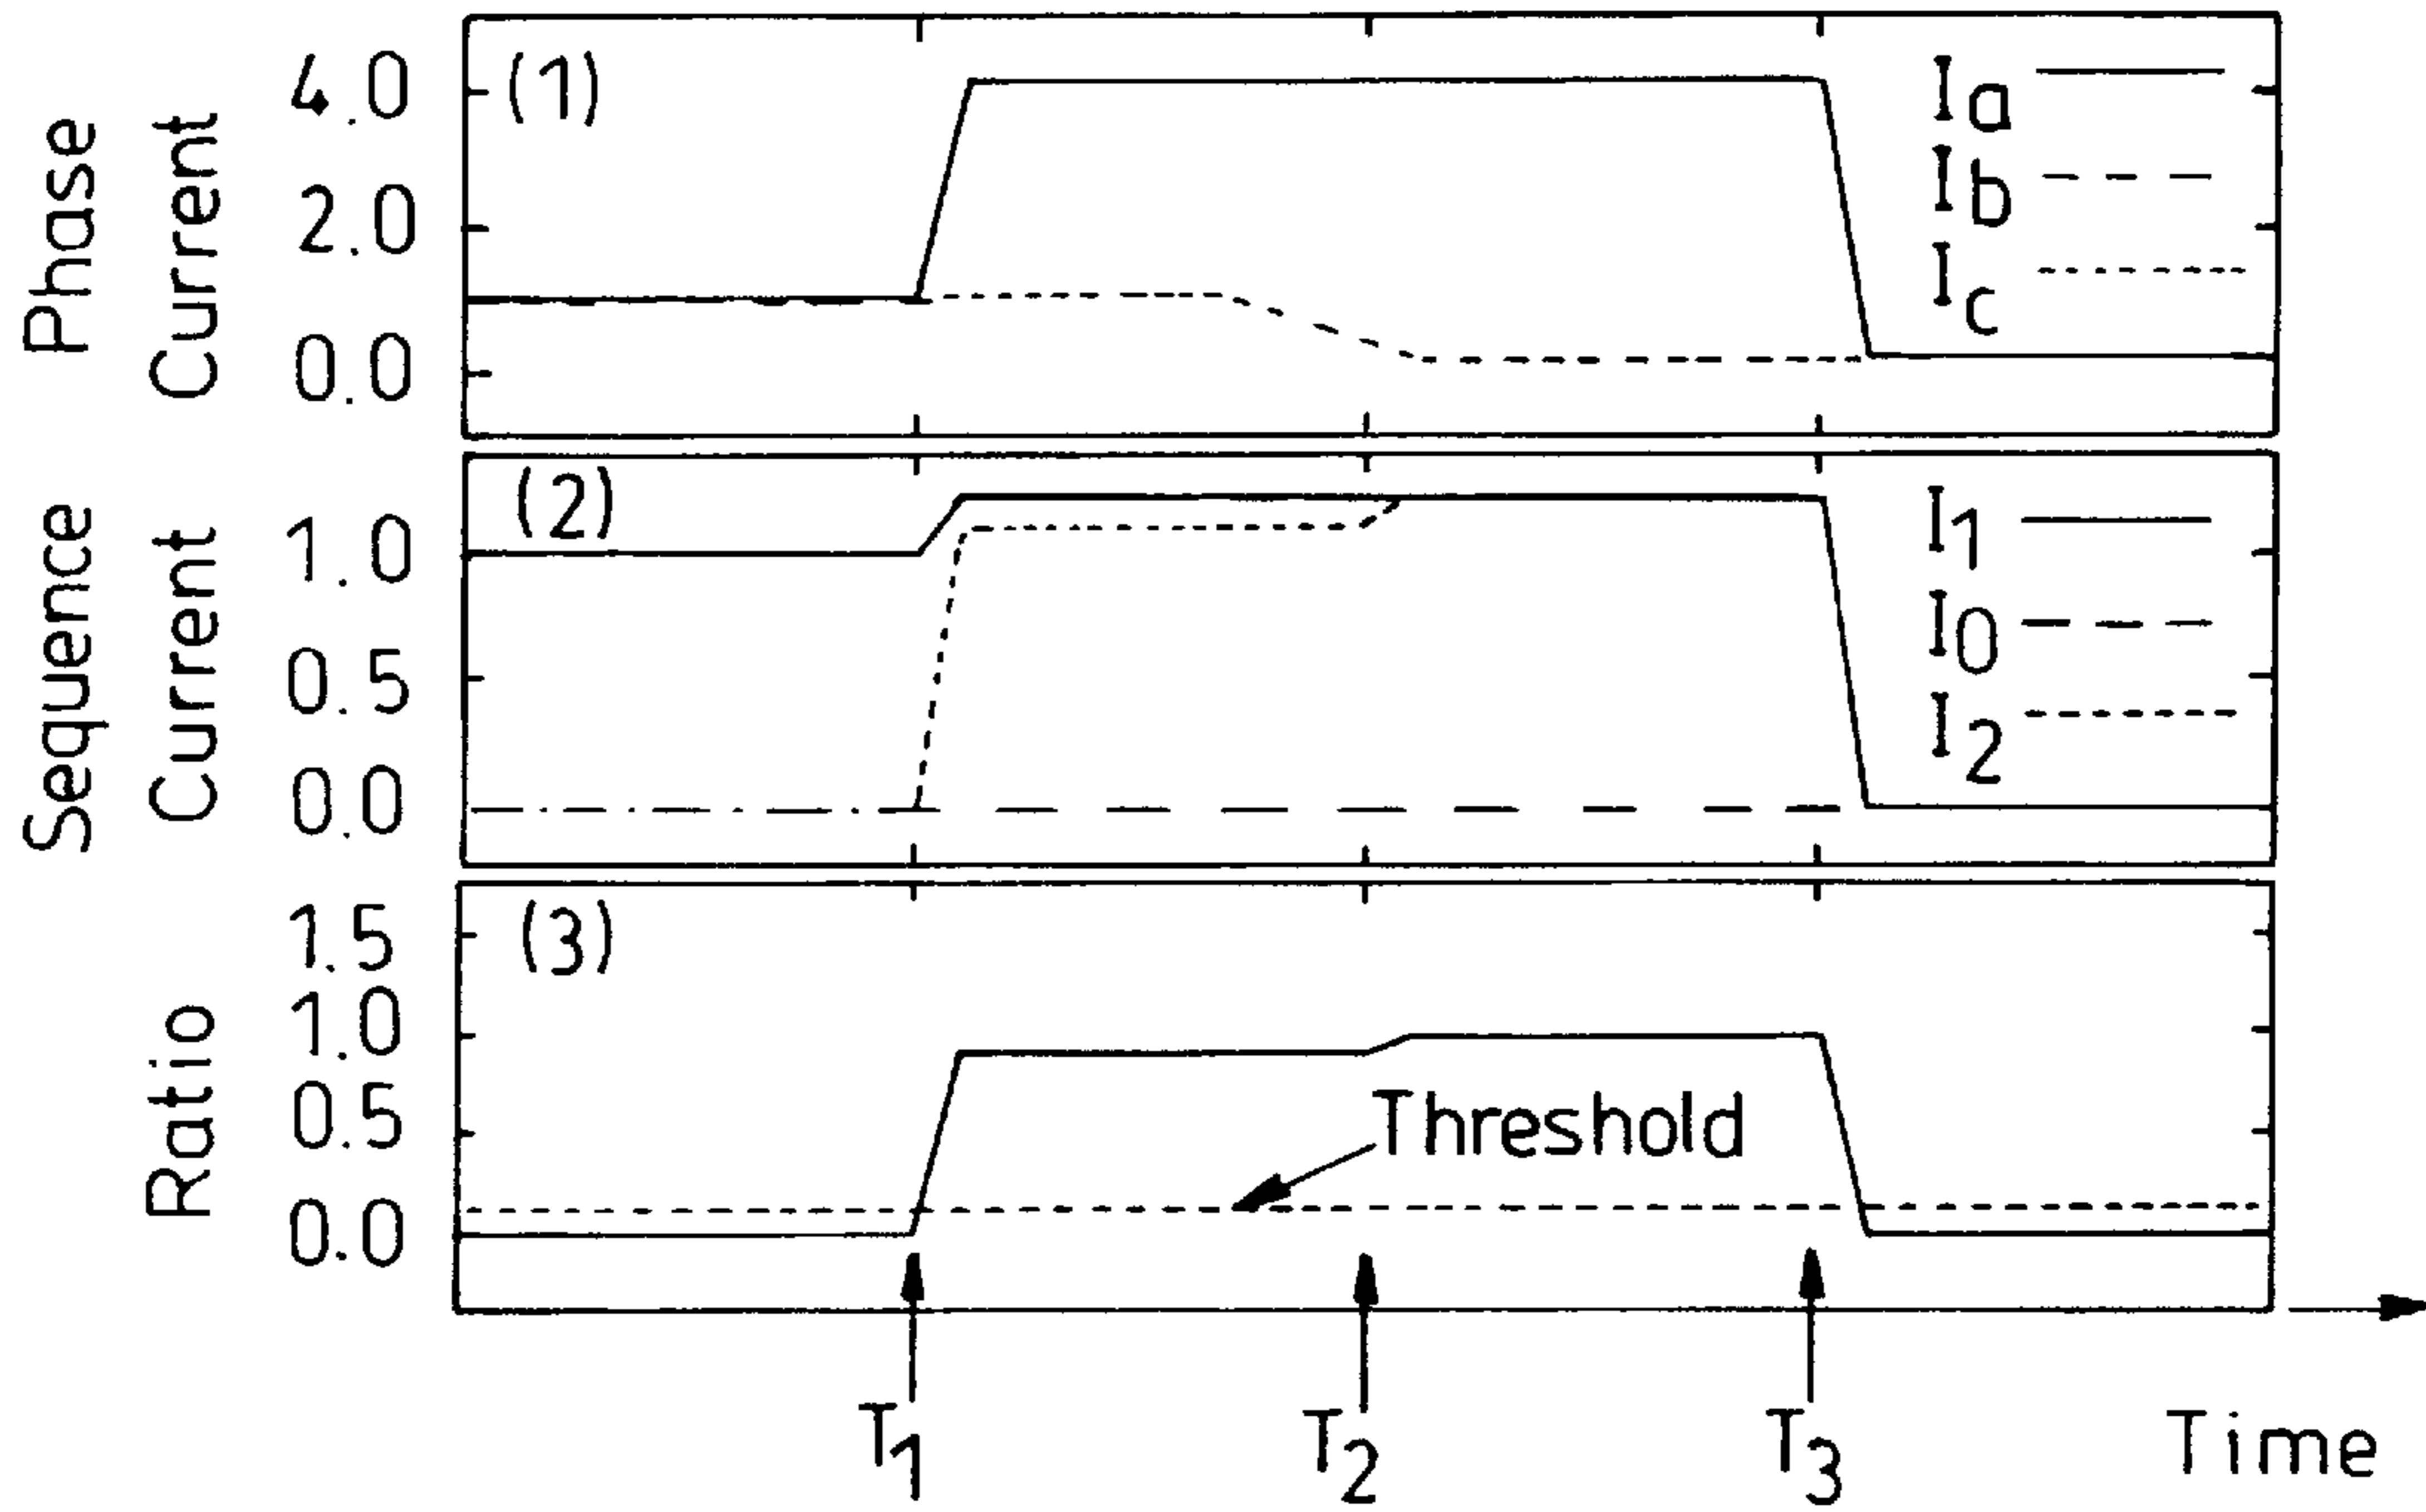 Phase Current
4.0
2.0
0.0
(1)
Ia
Ib
Ic
Sequence Current
1.0
0.5
0.0
(2)
I1
I0
I2
Ratio
1.5
1.0
0.5
0.0
(3)
Threshold
T1
T2
T3
Time